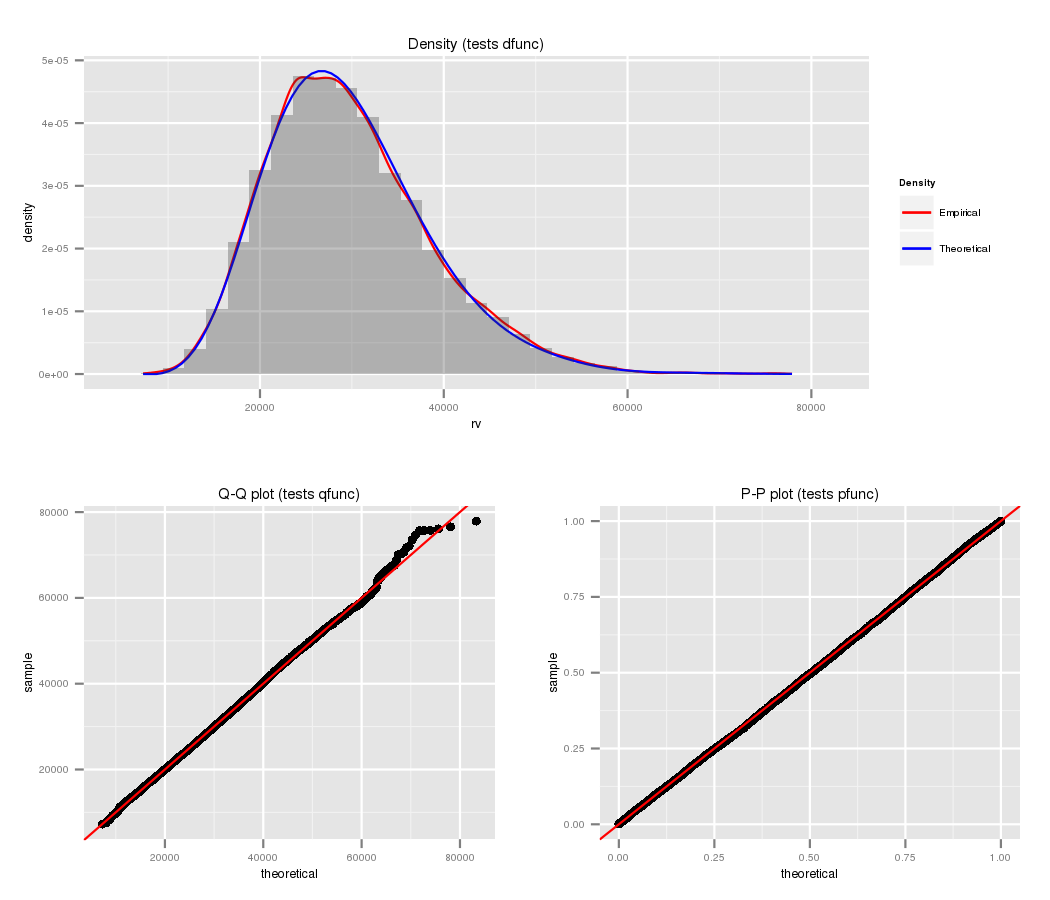 Density (tests dfunc)
5e-05
4e-05
3e-05
2e-05
1e-05
0e+00
density
20000
40000
60000
80000
rv
Density
Empirical
Theoretical
Q-Q plot (tests qfunc)
80000
60000
40000
20000
sample
20000
40000
60000
80000
theoretical
P-P plot (tests pfunc)
1.00
0.75
0.50
0.25
0.00
sample
0.00
0.25
0.50
0.75
1.00
theoretical